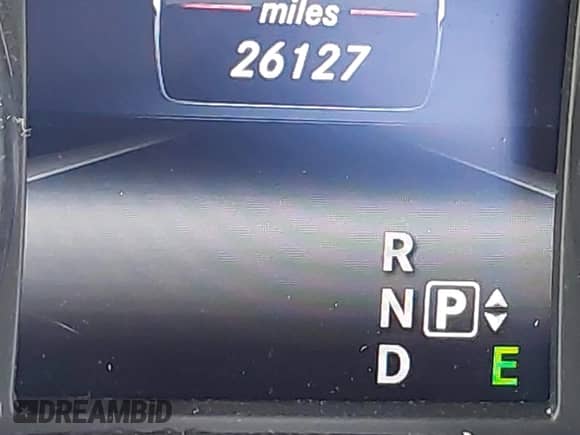 miles
26127
R
N P
D E
DREAMBID